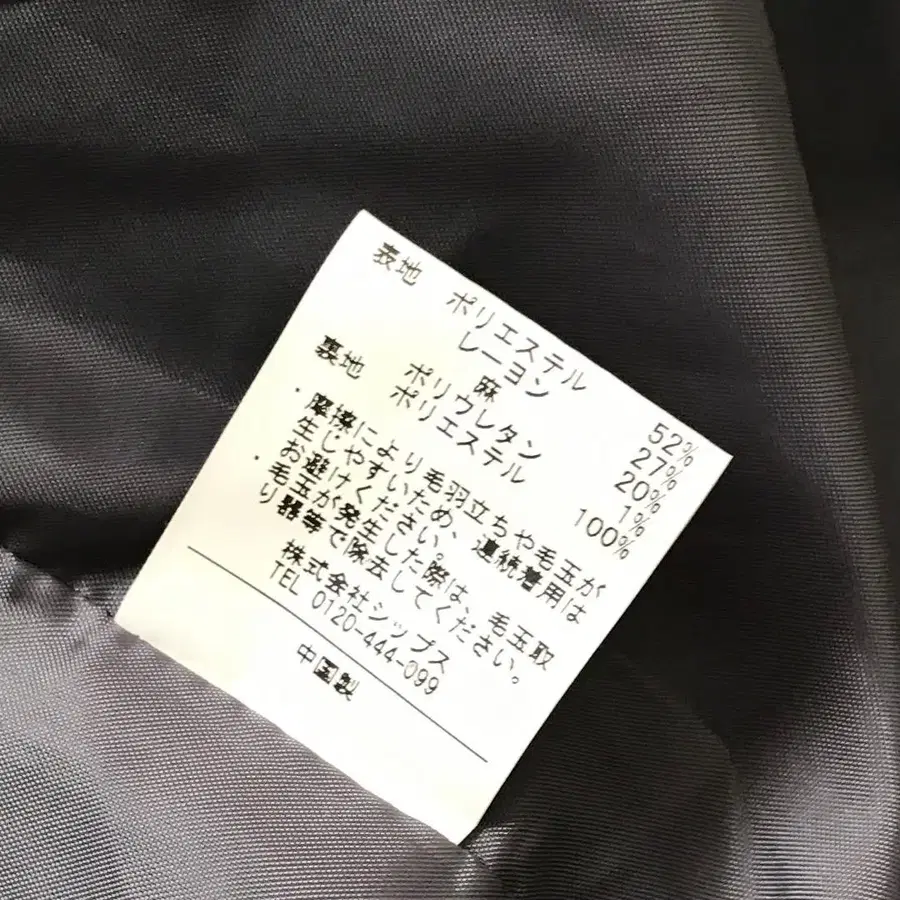 表地 ポリエステル 52%
レーヨン 27%
麻 20%
ポリウレタン 1%
裏地 ポリエステル 100%
・摩擦により毛羽立ちや毛玉が
生じやすいため、連続着用は
お避けください。
・毛玉が発生した際は、毛玉取
り器等で除去してください。
株式会社シップス
TEL 0120-444-099
中国製